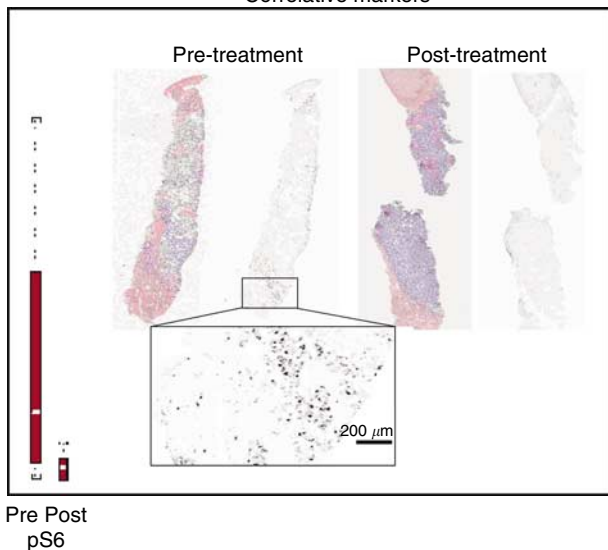 Correlative markers
Pre-treatment Post-treatment
200 μm
Pre Post
pS6